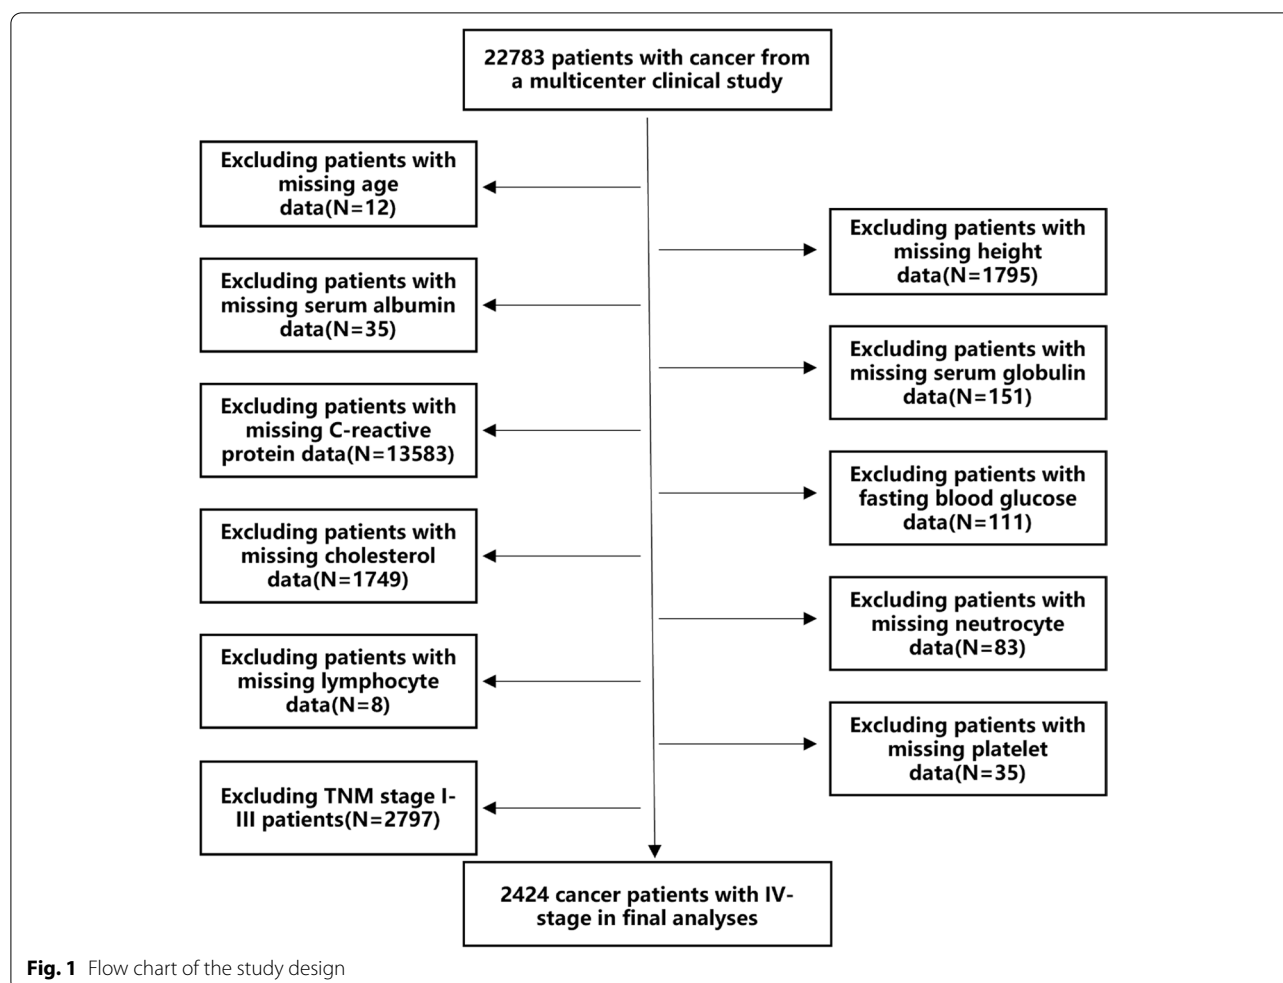 22783 patients with cancer from
a multicenter clinical study
Excluding patients with
missing age
data(N=12)
Excluding patients with
missing height
data(N=1795)
Excluding patients with
missing serum albumin
data(N=35)
Excluding patients with
missing serum globulin
data(N=151)
Excluding patients with
missing C-reactive
protein data(N=13583)
Excluding patients with
fasting blood glucose
data(N=111)
Excluding patients with
missing cholesterol
data(N=1749)
Excluding patients with
missing neutrocyte
data(N=83)
Excluding patients with
missing lymphocyte
data(N=8)
Excluding patients with
missing platelet
data(N=35)
Excluding TNM stage I-
III patients(N=2797)
2424 cancer patients with IV-
stage in final analyses
Fig. 1 Flow chart of the study design